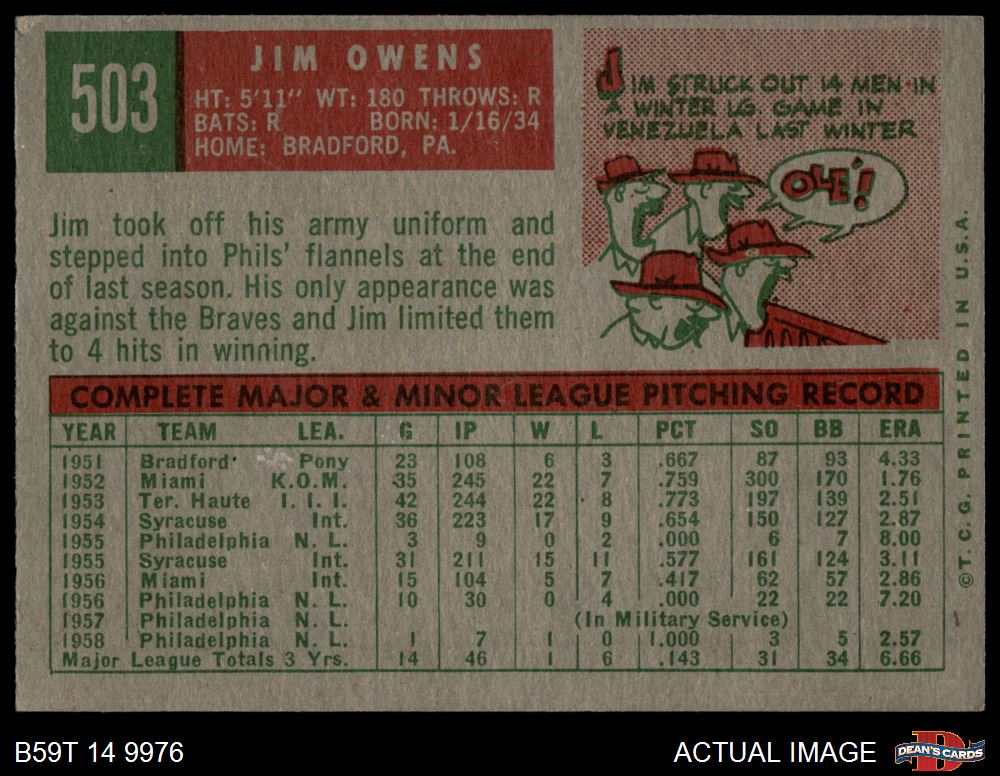 503
JIM OWENS
HT: 5'11" WT: 180 THROWS: R
BATS: R BORN: 1/16/34
HOME: BRADFORD, PA.
JIM STRUCK OUT 14 MEN IN
A WINTER LG. GAME IN
VENEZUELA LAST WINTER
OLÉ!
Jim took off his army uniform and
stepped into Phils' flannels at the end
of last season. His only appearance was
against the Braves and Jim limited them
to 4 hits in winning.
COMPLETE MAJOR & MINOR LEAGUE PITCHING RECORD
YEAR TEAM LEA. G IP W L PCT SO BB ERA
1951 Bradford Pony 23 108 6 3 .667 87 93 4.33
1952 Miami K.O.M. 35 245 22 7 .759 300 170 1.76
1953 Ter. Haute I. I. I. 42 244 22 8 .773 197 139 2.51
1954 Syracuse Int. 36 223 17 9 .654 150 127 2.87
1955 Philadelphia N. L. 3 9 0 2 .000 6 7 8.00
1955 Syracuse Int. 31 211 15 11 .577 161 124 3.11
1956 Miami Int. 15 104 5 7 .417 62 57 2.86
1956 Philadelphia N. L. 10 30 0 4 .000 22 22 7.20
1957 Philadelphia N. L. (In Military Service)
1958 Philadelphia N. L. 1 7 1 0 1.000 3 5 2.57
Major League Totals 3 Yrs. 14 46 1 6 .143 31 34 6.66
©T.C.G. PRINTED IN U.S.A.
B59T 14 9976
ACTUAL IMAGE
DEAN'S CARDS